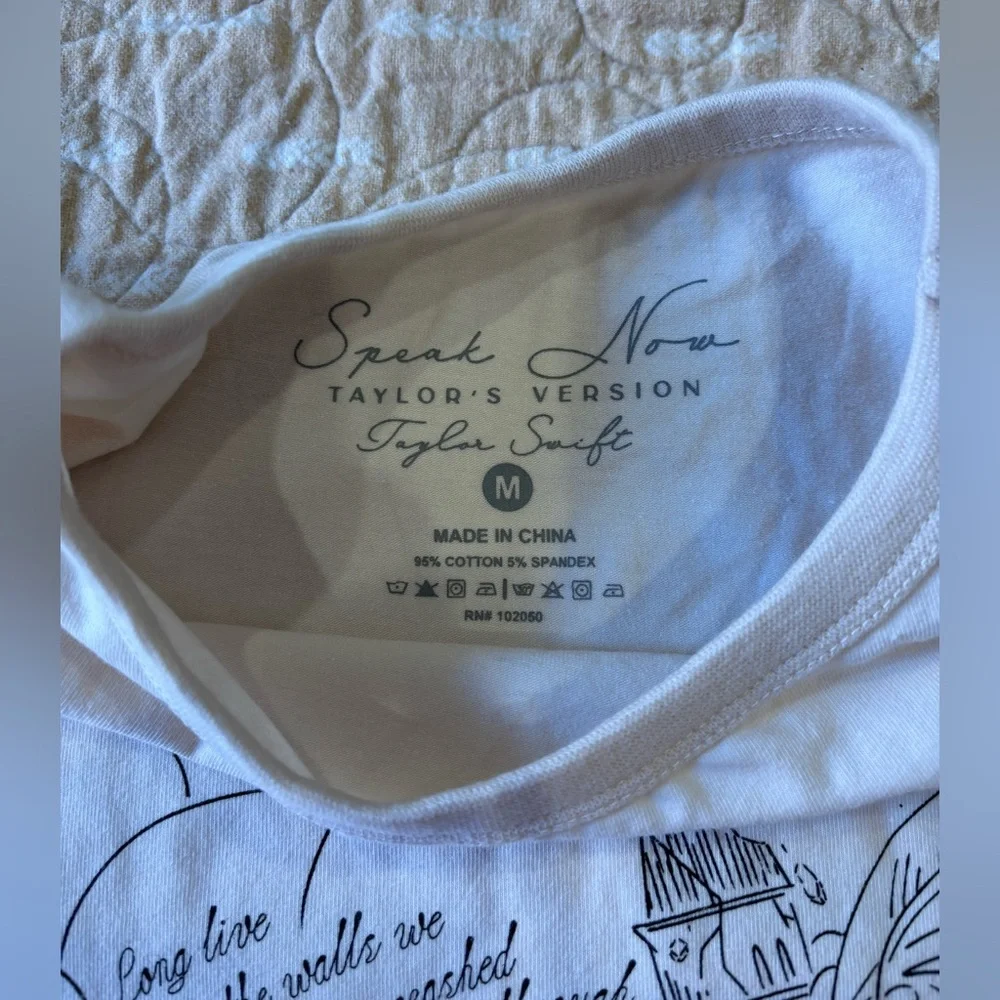 Speak Now
TAYLOR'S VERSION
Taylor Swift
M
MADE IN CHINA
95% COTTON 5% SPANDEX
RN# 102050
Long live
the walls we